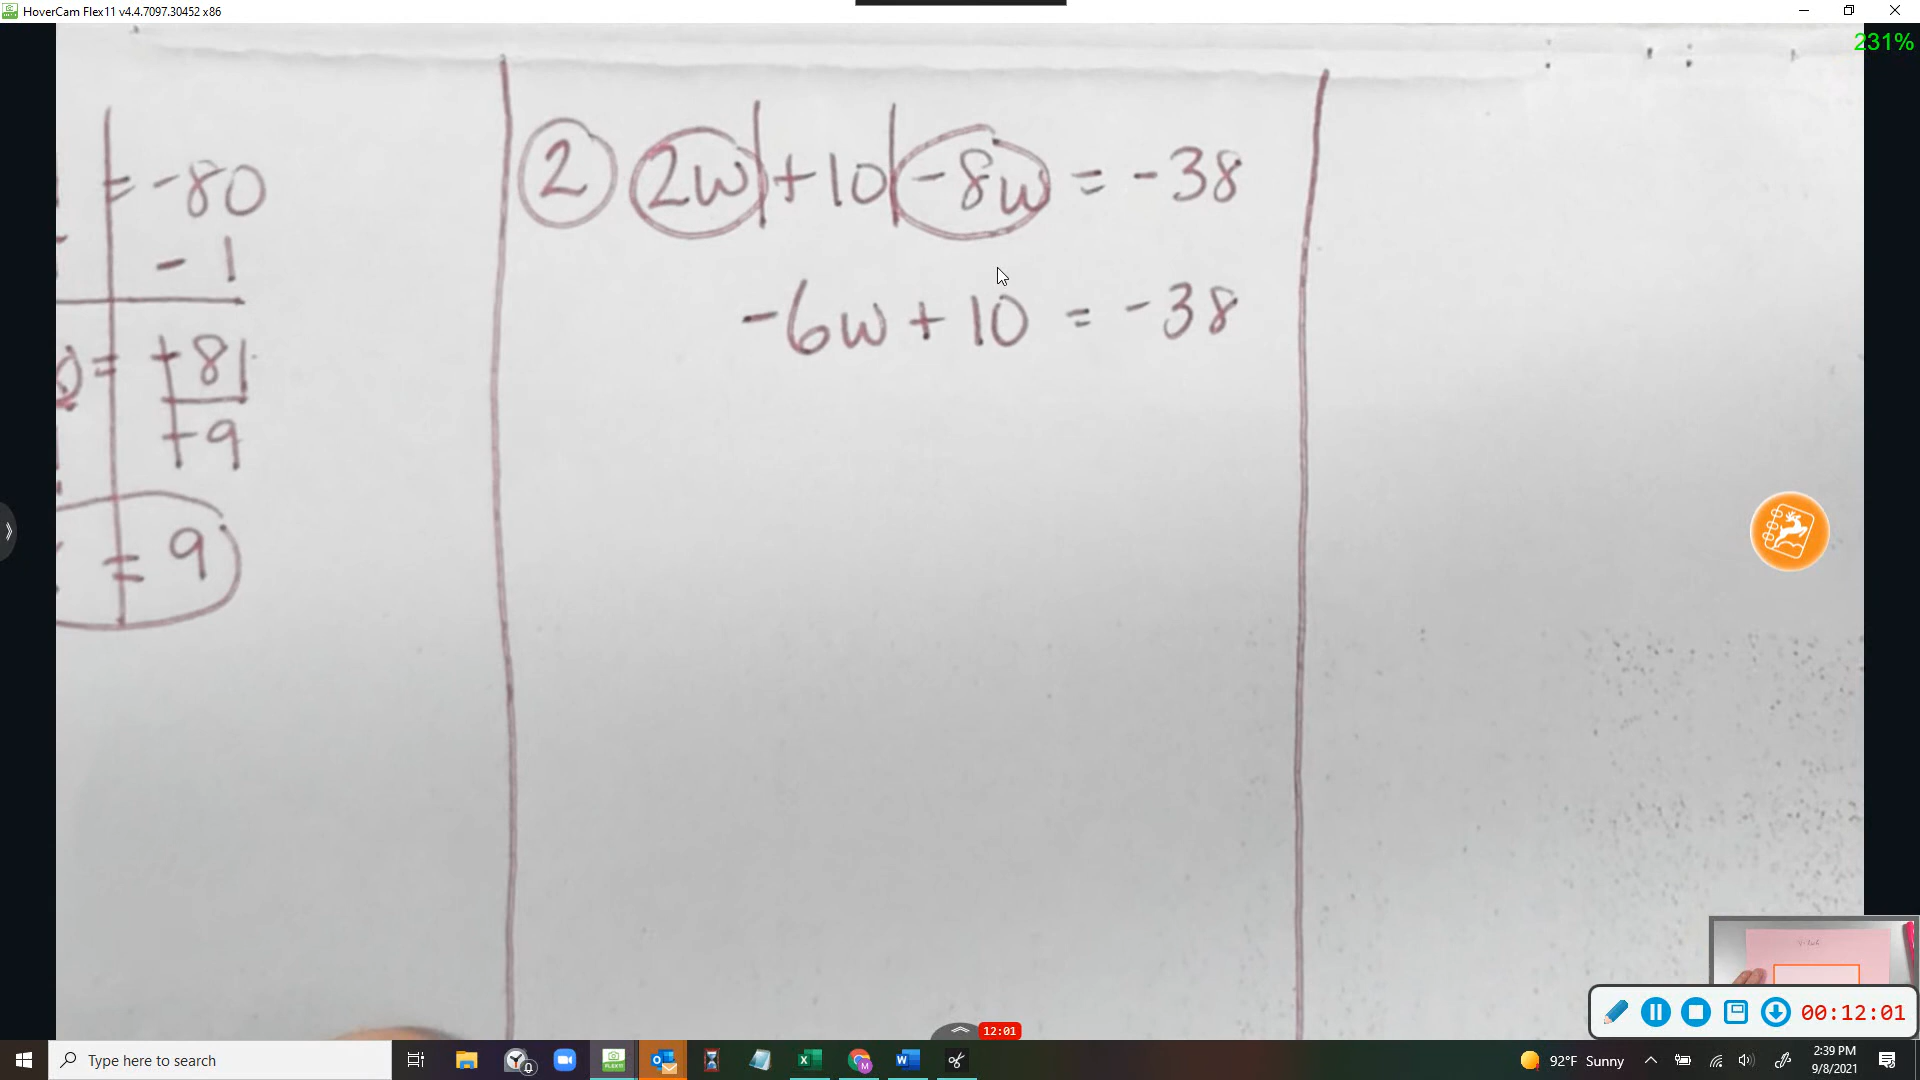 HoverCam Flex11 v4.4.7097.30452 x86
231%
= -80
- 1
= +81
+9
= 9
2 2w +10 -8w = -38
-6w + 10 = -38
00:12:01
12:01
Type here to search
92°F Sunny
2:39 PM
9/8/2021